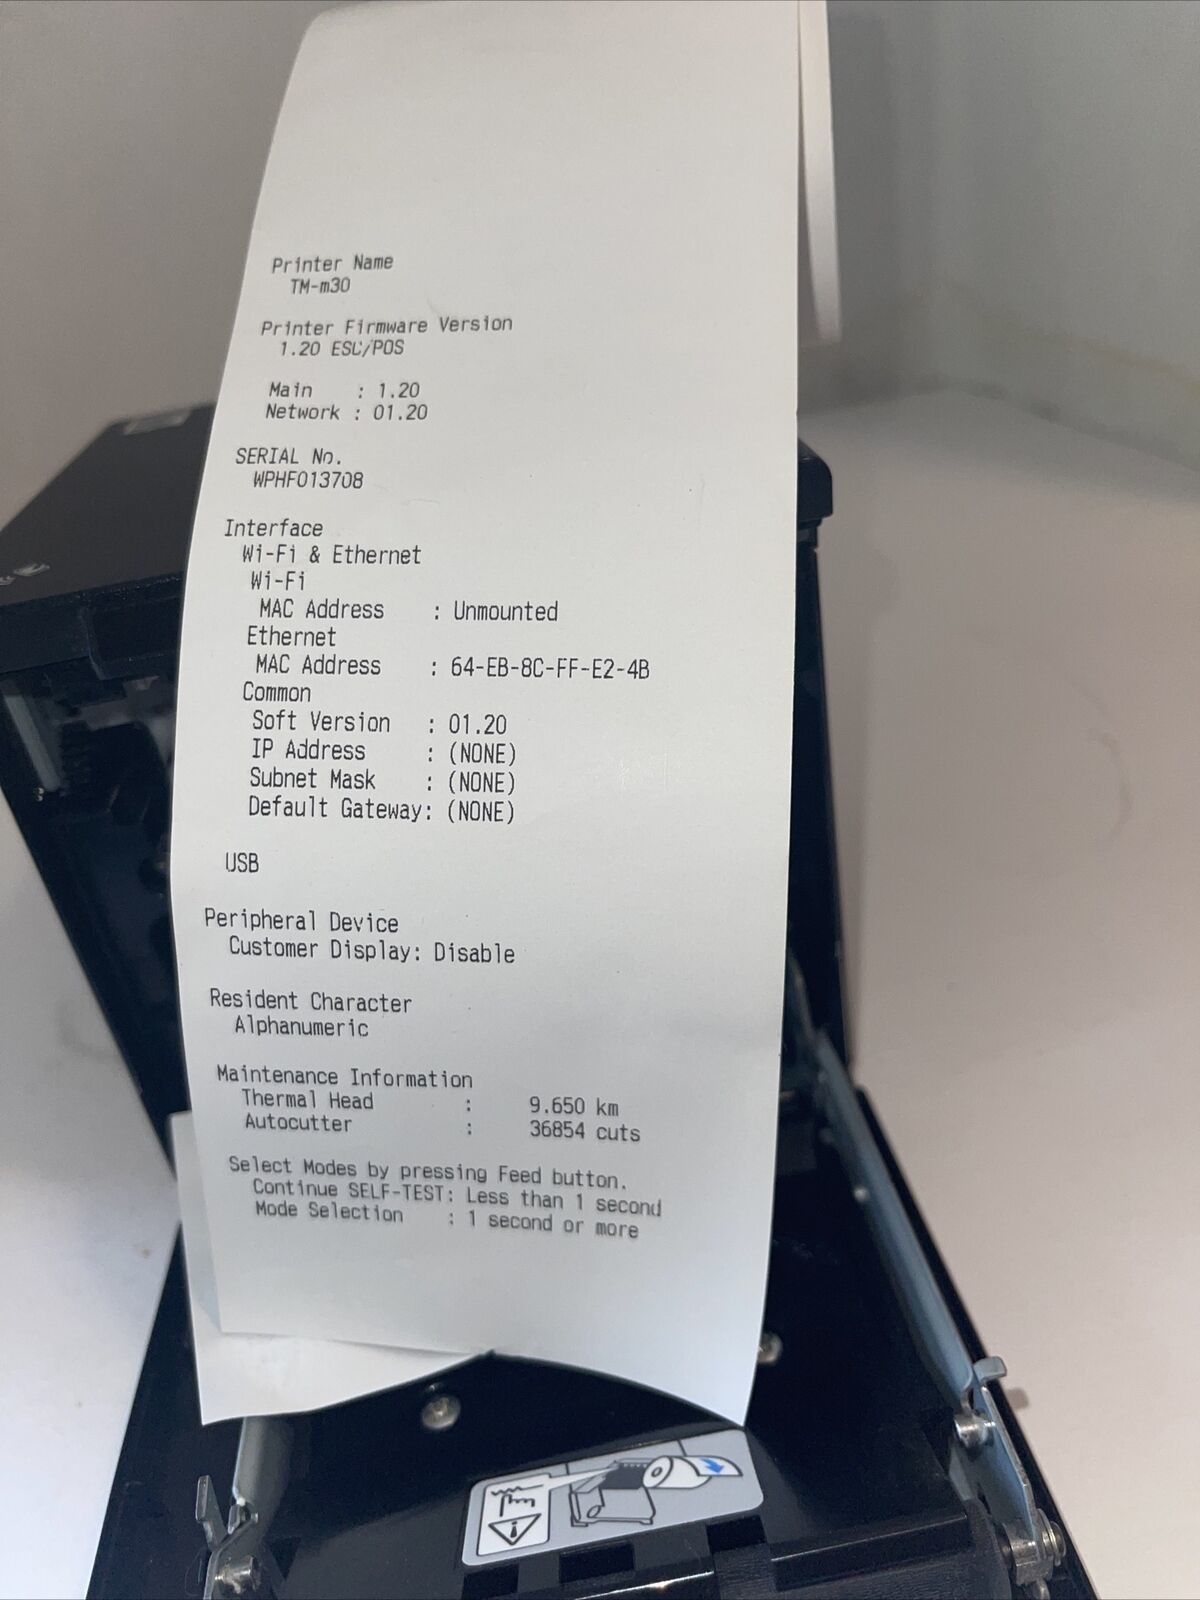 Printer Name
TM-m30
Printer Firmware Version
1.20 ESC/POS
Main : 1.20
Network : 01.20
SERIAL No.
WPHF013708
Interface
Wi-Fi & Ethernet
Wi-Fi
MAC Address : Unmounted
Ethernet
MAC Address : 64-EB-8C-FF-E2-4B
Common
Soft Version : 01.20
IP Address : (NONE)
Subnet Mask : (NONE)
Default Gateway: (NONE)
USB
Peripheral Device
Customer Display: Disable
Resident Character
Alphanumeric
Maintenance Information
Thermal Head : 9.650 km
Autocutter : 36854 cuts
Select Modes by pressing Feed button.
Continue SELF-TEST: Less than 1 second
Mode Selection : 1 second or more